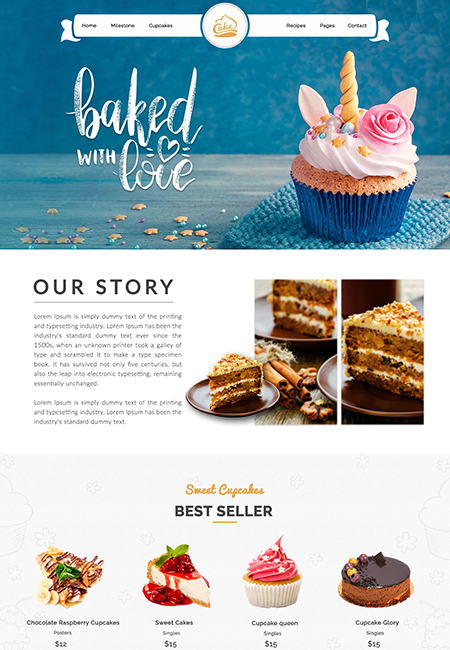 Home Milestone Cupcakes Cake Recipes Pages Contact
baked
WITH love
OUR STORY
Lorem Ipsum is simply dummy text of the printing
and typesetting industry. Lorem Ipsum has been the
industry's standard dummy text ever since the
1500s, when an unknown printer took a galley of
type and scrambled it to make a type specimen
book. It has survived not only five centuries, but
also the leap into electronic typesetting, remaining
essentially unchanged.
Lorem Ipsum is simply dummy text of the printing
and typesetting industry. Lorem Ipsum has been the
industry's standard dummy text.
Sweet Cupcakes
BEST SELLER
Chocolate Raspberry Cupcakes Sweet Cakes Cupcake queen Cupcake Glory
Posters Singles Singles Singles
$12 $15 $15 $15